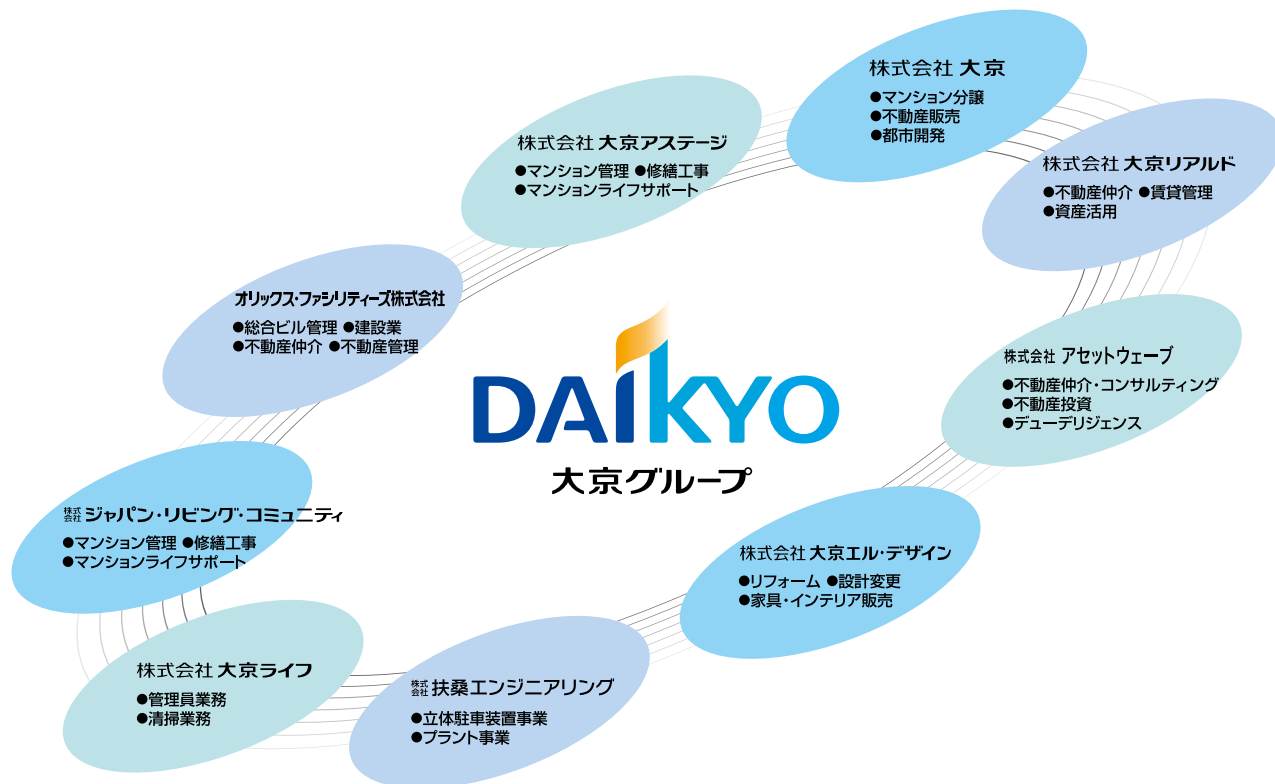 株式会社 大京
●マンション分譲
●不動産販売
●都市開発
株式会社 大京アステージ
●マンション管理 ●修繕工事
●マンションライフサポート
株式会社 大京リアルド
●不動産仲介 ●賃貸管理
●資産活用
オリックス・ファシリティーズ株式会社
●総合ビル管理 ●建設業
●不動産仲介 ●不動産管理
株式会社 アセットウェーブ
●不動産仲介・コンサルティング
●不動産投資
●デューデリジェンス
DAIKYO
大京グループ
株式会社 ジャパン・リビング・コミュニティ
●マンション管理 ●修繕工事
●マンションライフサポート
株式会社 大京エル・デザイン
●リフォーム ●設計変更
●家具・インテリア販売
株式会社 大京ライフ
●管理員業務
●清掃業務
株式会社 扶桑エンジニアリング
●立体駐車装置事業
●プラント事業